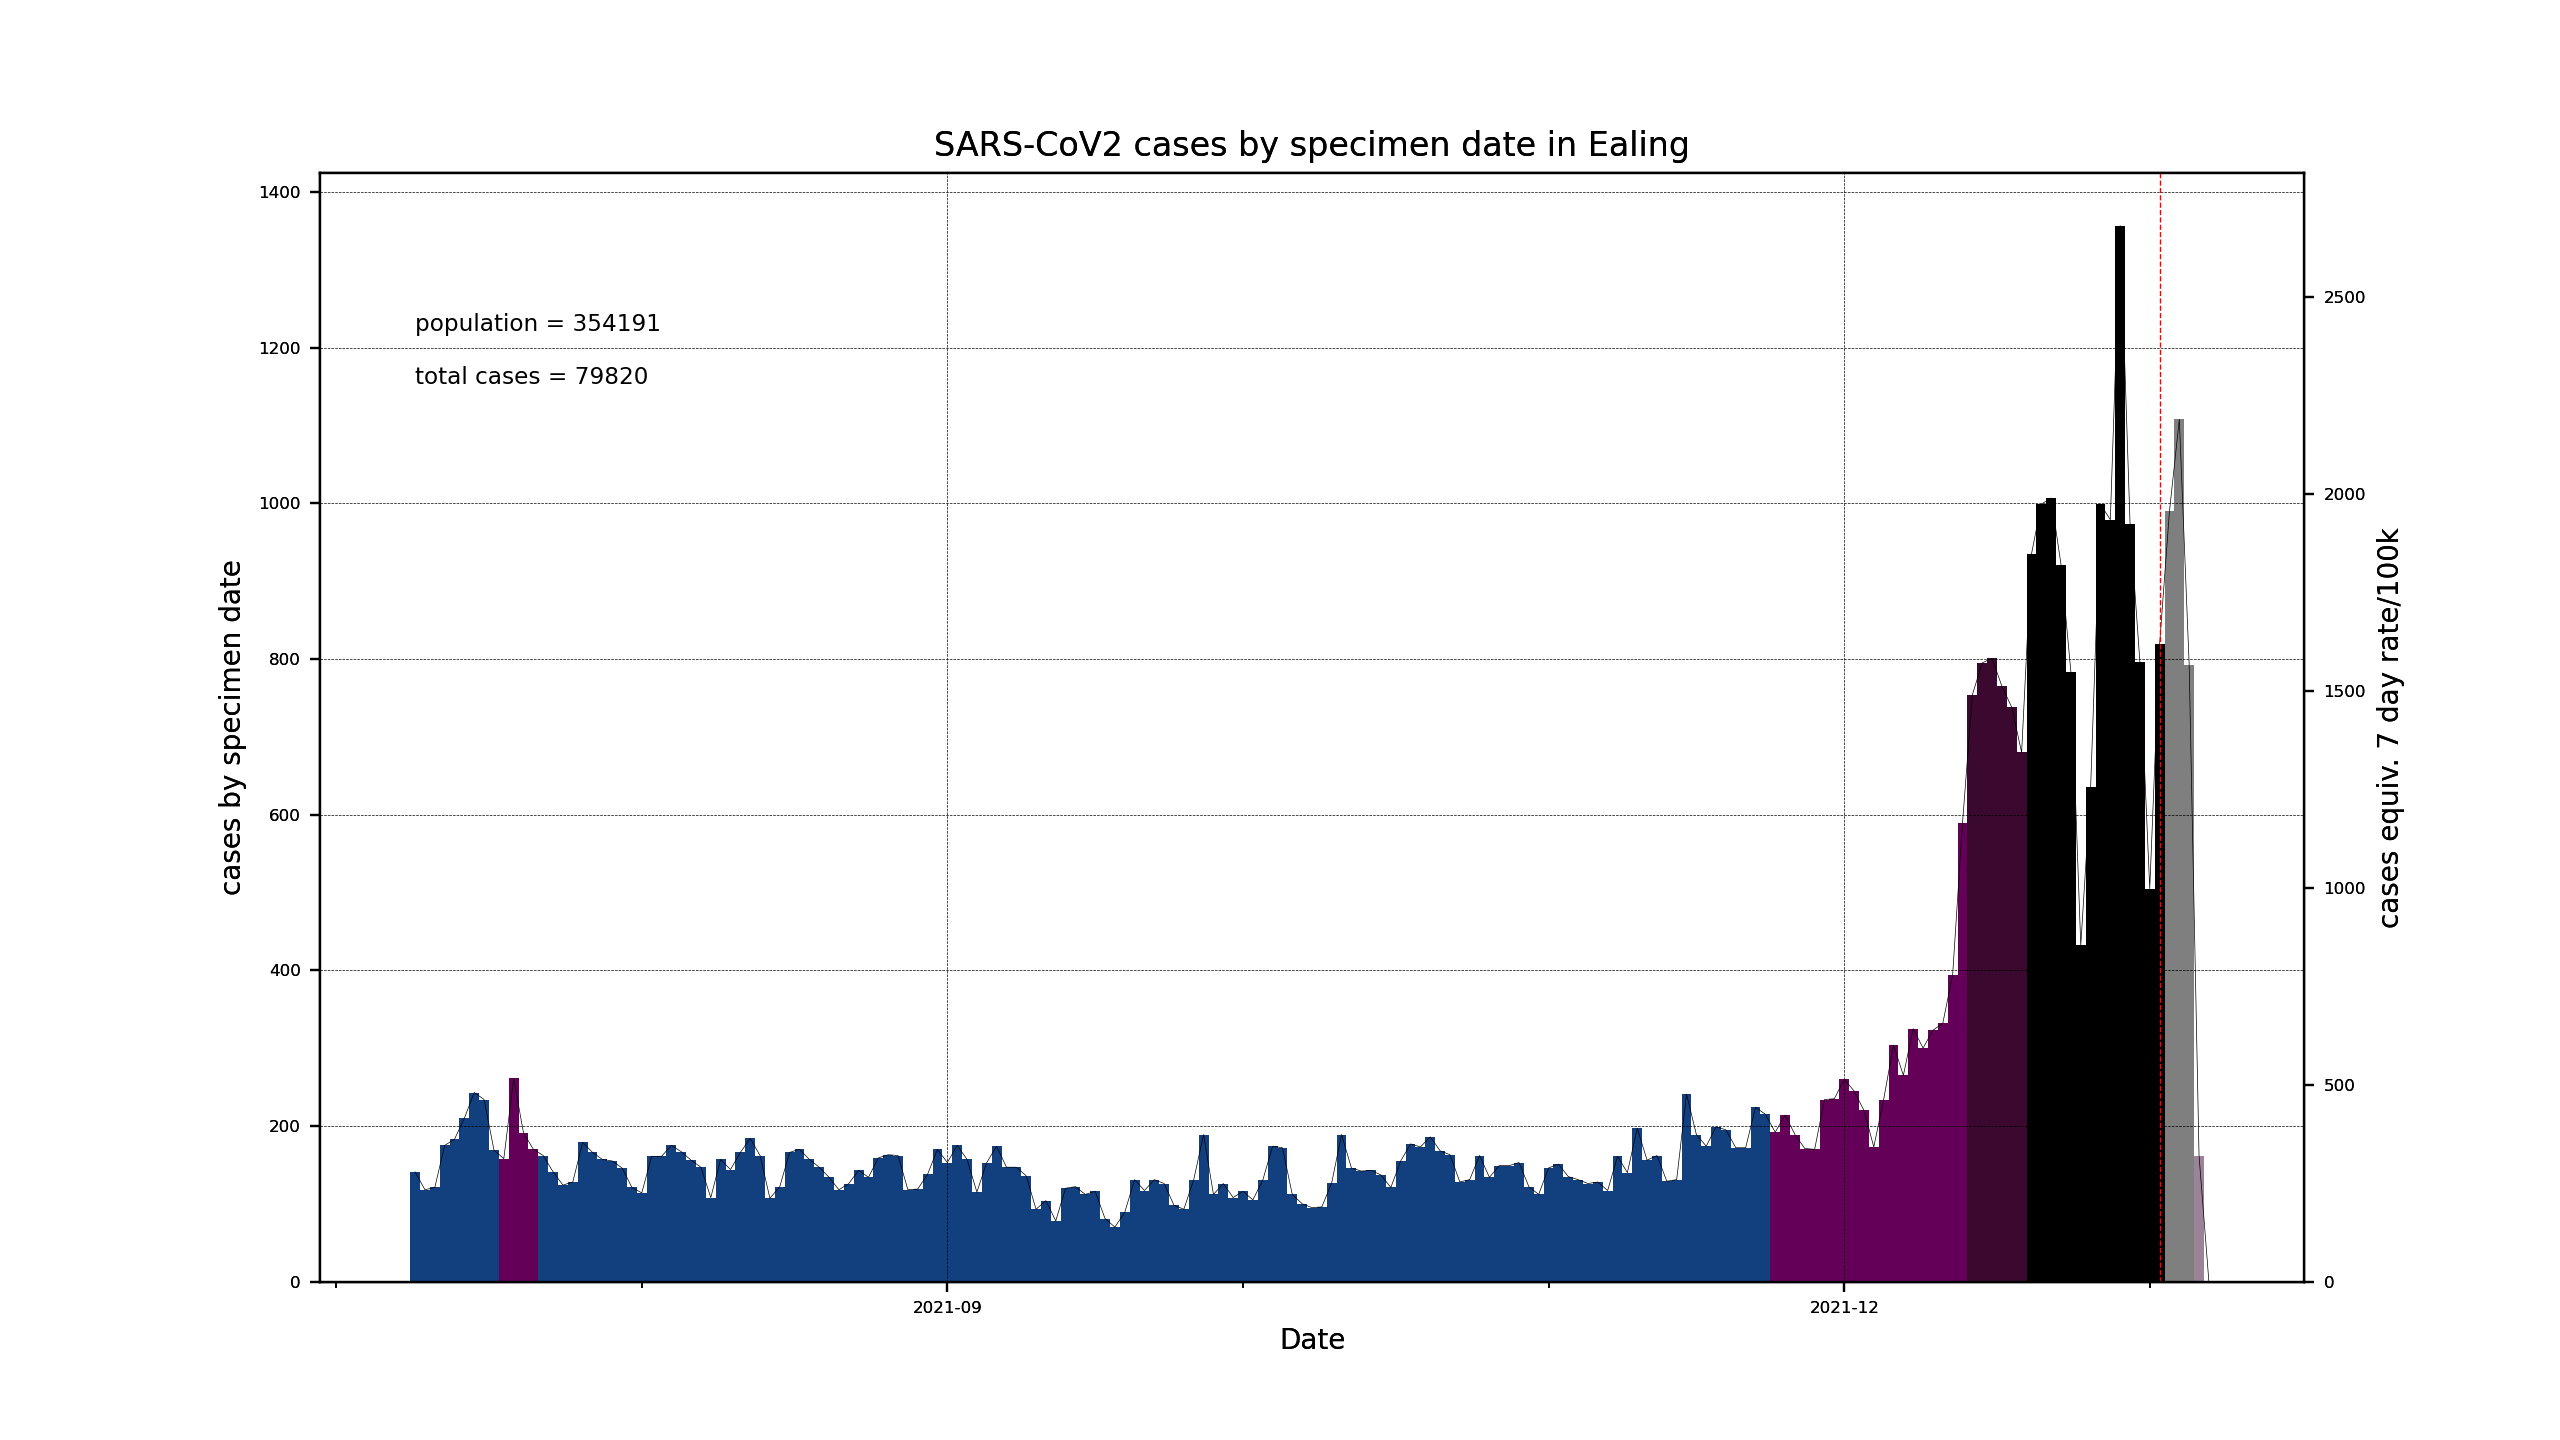 SARS-CoV2 cases by specimen date in Ealing
population = 354191
total cases = 79820
cases by specimen date
1400
1200
1000
800
600
400
200
0
2500
2000
1500
1000
500
0
cases equiv. 7 day rate/100k
2021-09
2021-12
Date